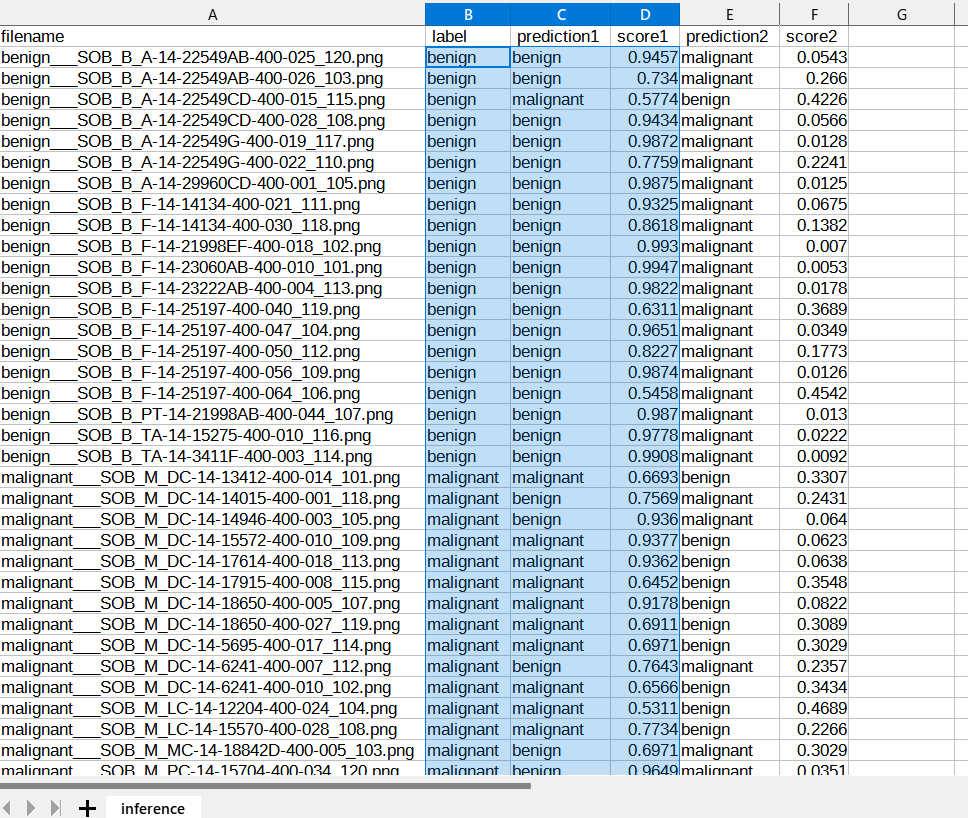 A B C D E F G
filename label prediction1 score1 prediction2 score2
benign___SOB_B_A-14-22549AB-400-025_120.png benign benign 0.9457 malignant 0.0543
benign___SOB_B_A-14-22549AB-400-026_103.png benign benign 0.734 malignant 0.266
benign___SOB_B_A-14-22549CD-400-015_115.png benign malignant 0.5774 benign 0.4226
benign___SOB_B_A-14-22549CD-400-028_108.png benign benign 0.9434 malignant 0.0566
benign___SOB_B_A-14-22549G-400-019_117.png benign benign 0.9872 malignant 0.0128
benign___SOB_B_A-14-22549G-400-022_110.png benign benign 0.7759 malignant 0.2241
benign___SOB_B_A-14-29960CD-400-001_105.png benign benign 0.9875 malignant 0.0125
benign___SOB_B_F-14-14134-400-021_111.png benign benign 0.9325 malignant 0.0675
benign___SOB_B_F-14-14134-400-030_118.png benign benign 0.8618 malignant 0.1382
benign___SOB_B_F-14-21998EF-400-018_102.png benign benign 0.993 malignant 0.007
benign___SOB_B_F-14-23060AB-400-010_101.png benign benign 0.9947 malignant 0.0053
benign___SOB_B_F-14-23222AB-400-004_113.png benign benign 0.9822 malignant 0.0178
benign___SOB_B_F-14-25197-400-040_119.png benign benign 0.6311 malignant 0.3689
benign___SOB_B_F-14-25197-400-047_104.png benign benign 0.9651 malignant 0.0349
benign___SOB_B_F-14-25197-400-050_112.png benign benign 0.8227 malignant 0.1773
benign___SOB_B_F-14-25197-400-056_109.png benign benign 0.9874 malignant 0.0126
benign___SOB_B_F-14-25197-400-064_106.png benign benign 0.5458 malignant 0.4542
benign___SOB_B_PT-14-21998AB-400-044_107.png benign benign 0.987 malignant 0.013
benign___SOB_B_TA-14-15275-400-010_116.png benign benign 0.9778 malignant 0.0222
benign___SOB_B_TA-14-3411F-400-003_114.png benign benign 0.9908 malignant 0.0092
malignant___SOB_M_DC-14-13412-400-014_101.png malignant malignant 0.6693 benign 0.3307
malignant___SOB_M_DC-14-14015-400-001_118.png malignant benign 0.7569 malignant 0.2431
malignant___SOB_M_DC-14-14946-400-003_105.png malignant benign 0.936 malignant 0.064
malignant___SOB_M_DC-14-15572-400-010_109.png malignant malignant 0.9377 benign 0.0623
malignant___SOB_M_DC-14-17614-400-018_113.png malignant malignant 0.9362 benign 0.0638
malignant___SOB_M_DC-14-17915-400-008_115.png malignant malignant 0.6452 benign 0.3548
malignant___SOB_M_DC-14-18650-400-005_107.png malignant malignant 0.9178 benign 0.0822
malignant___SOB_M_DC-14-18650-400-027_119.png malignant malignant 0.6911 benign 0.3089
malignant___SOB_M_DC-14-5695-400-017_114.png malignant malignant 0.6971 benign 0.3029
malignant___SOB_M_DC-14-6241-400-007_112.png malignant benign 0.7643 malignant 0.2357
malignant___SOB_M_DC-14-6241-400-010_102.png malignant malignant 0.6566 benign 0.3434
malignant___SOB_M_LC-14-12204-400-024_104.png malignant malignant 0.5311 benign 0.4689
malignant___SOB_M_LC-14-15570-400-028_108.png malignant malignant 0.7734 benign 0.2266
malignant___SOB_M_MC-14-18842D-400-005_103.png malignant benign 0.6971 malignant 0.3029
malignant___SOB_M_PC-14-15704-400-034_120.png malignant benign 0.9649 malignant 0.0351
inference